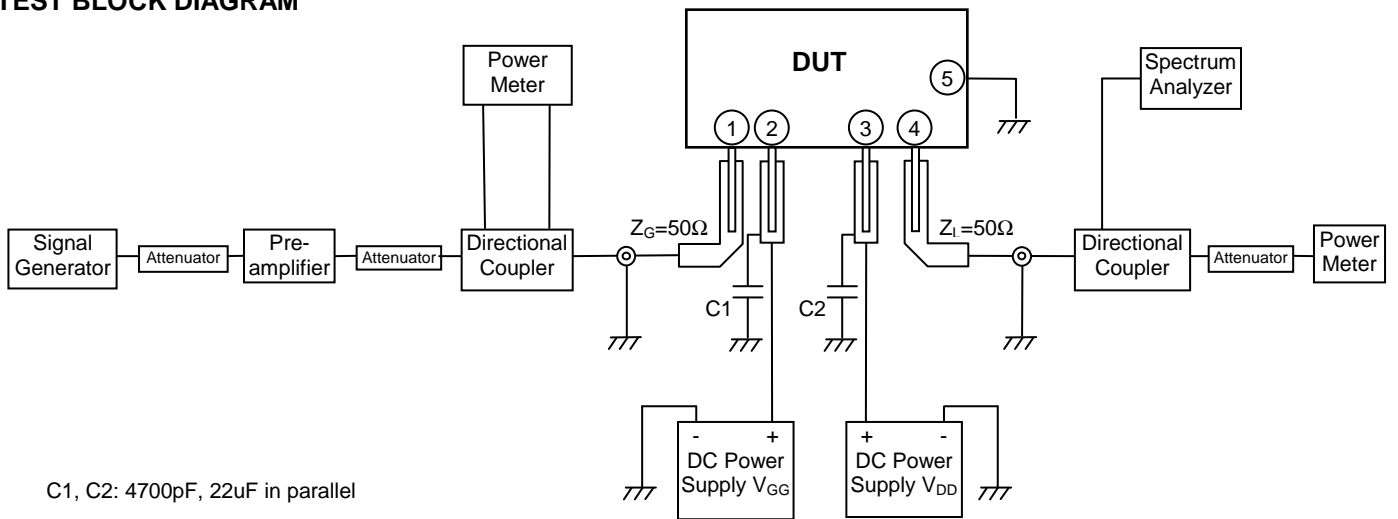 TEST BLOCK DIAGRAM
Power
Meter
DUT
5
Spectrum
Analyzer
1 2 3 4
Signal
Generator
Attenuator
Pre-
amplifier
Attenuator
Directional
Coupler
ZG=50Ω
ZL=50Ω
Directional
Coupler
Attenuator
Power
Meter
C1
C2
- +
DC Power
Supply VGG
+ -
DC Power
Supply VDD
C1, C2: 4700pF, 22uF in parallel